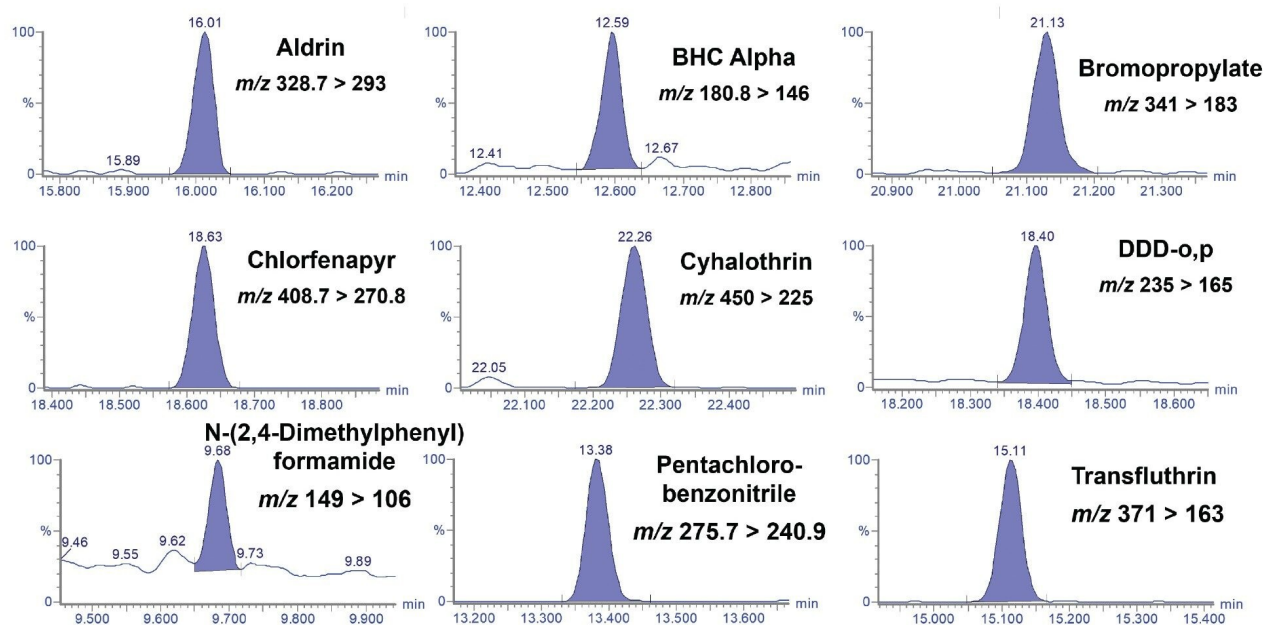 16.01
100
Aldrin
m/z 328.7 > 293
%
15.89
0
15.800 15.900 16.000 16.100 16.200 min
12.59
100
BHC Alpha
m/z 180.8 > 146
12.41
12.67
0
12.400 12.500 12.600 12.700 12.800 min
21.13
100
Bromopropylate
m/z 341 > 183
%
0
20.900 21.000 21.100 21.200 21.300 min
18.63
100
Chlorfenapyr
m/z 408.7 > 270.8
%
0
18.400 18.500 18.600 18.700 18.800 min
22.26
100
Cyhalothrin
m/z 450 > 225
%
22.05
0
22.100 22.200 22.300 22.400 min
18.40
100
DDD-o,p
m/z 235 > 165
%
0
18.200 18.300 18.400 18.500 18.600 min
N-(2,4-Dimethylphenyl)
9.68
formamide
100
m/z 149 > 106
%
9.46
9.55
9.62
9.73
9.89
0
9.500 9.600 9.700 9.800 9.900 min
13.38
100
Pentachloro-
benzonitrile
m/z 275.7 > 240.9
%
0
13.200 13.300 13.400 13.500 13.600 min
15.11
100
Transfluthrin
m/z 371 > 163
%
0
15.000 15.100 15.200 15.300 15.400 min